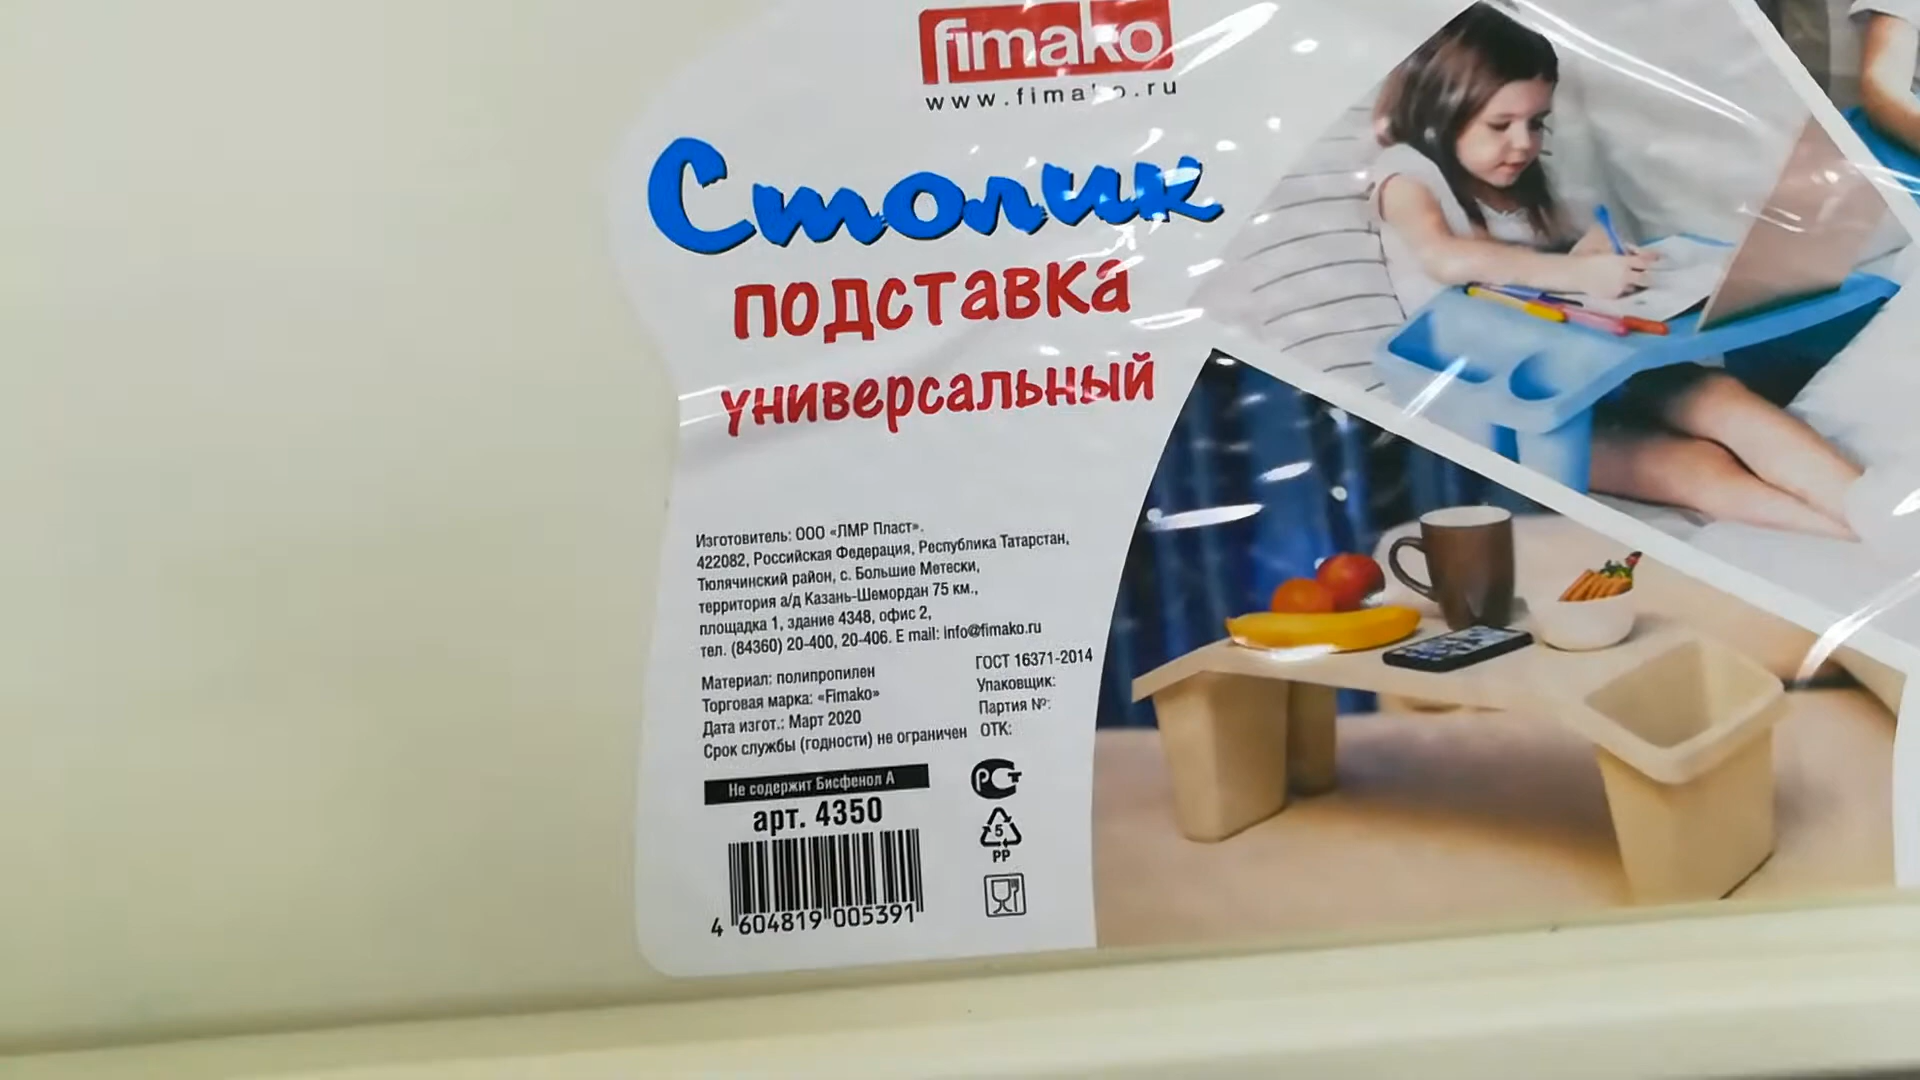 fimako
www.fimako.ru
Столик
подставка
универсальный
Изготовитель: ООО «ЛМР Пласт».
422082, Российская Федерация, Республика Татарстан,
Тюлячинский район, с. Большие Метески,
территория а/д Казань-Шемордан 75 км.,
площадка 1, здание 4348, офис 2,
тел. (84360) 20-400, 20-406. E mail: info@fimako.ru
Материал: полипропилен
Торговая марка: «Fimako»
Дата изгот.: Март 2020
Срок службы (годности) не ограничен
ГОСТ 16371-2014
Упаковщик:
Партия №:
ОТК:
Не содержит Бисфенол А
арт. 4350
4 604819 005391
РСТ
5
PP